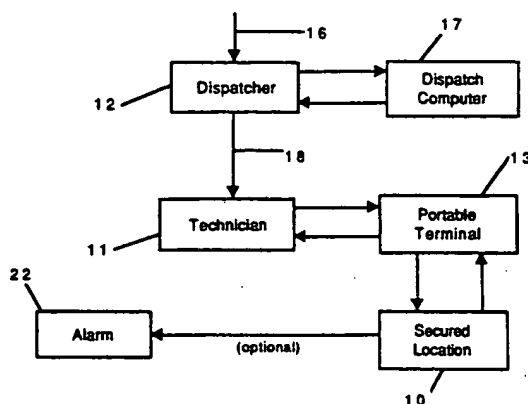 16
17
Dispatcher
Dispatch
Computer
12
18
13
Technician
Portable
Terminal
11
22
Alarm
(optional)
Secured
Location
10